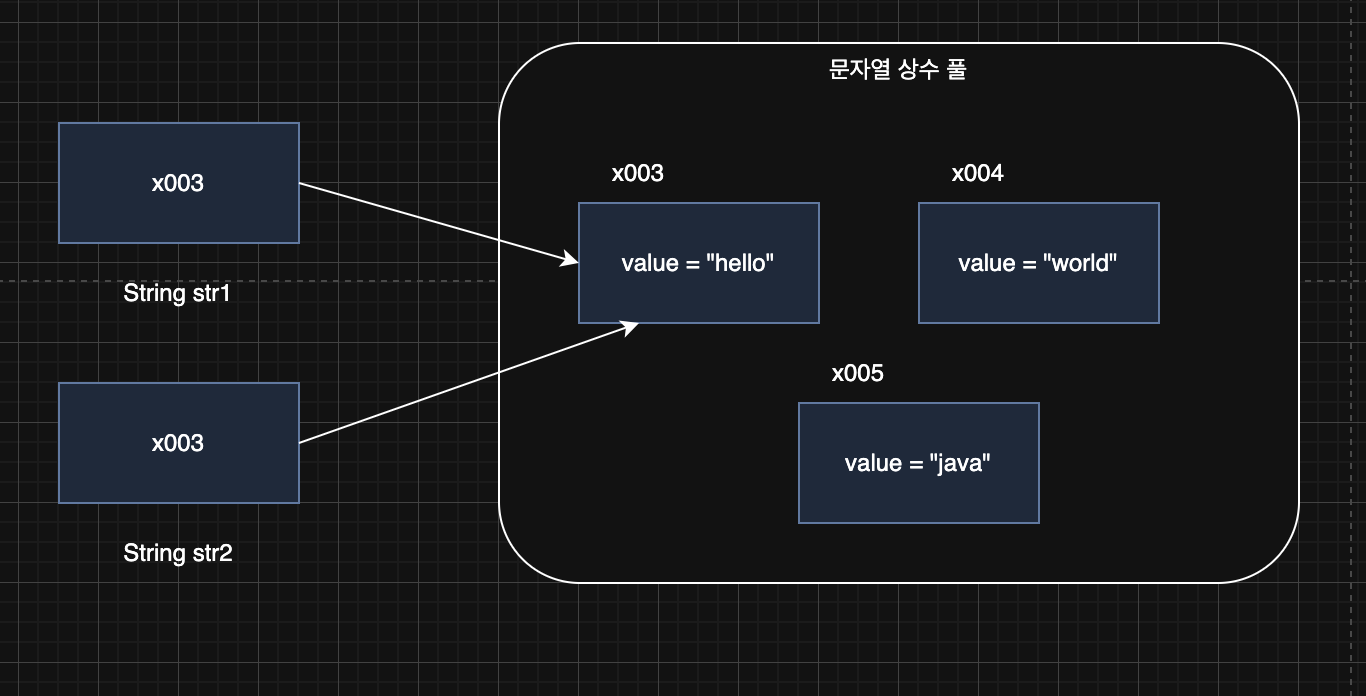 문자열 상수 풀
x003
String str1
x003
String str2
x003
value = "hello"
x004
value = "world"
x005
value = "java"